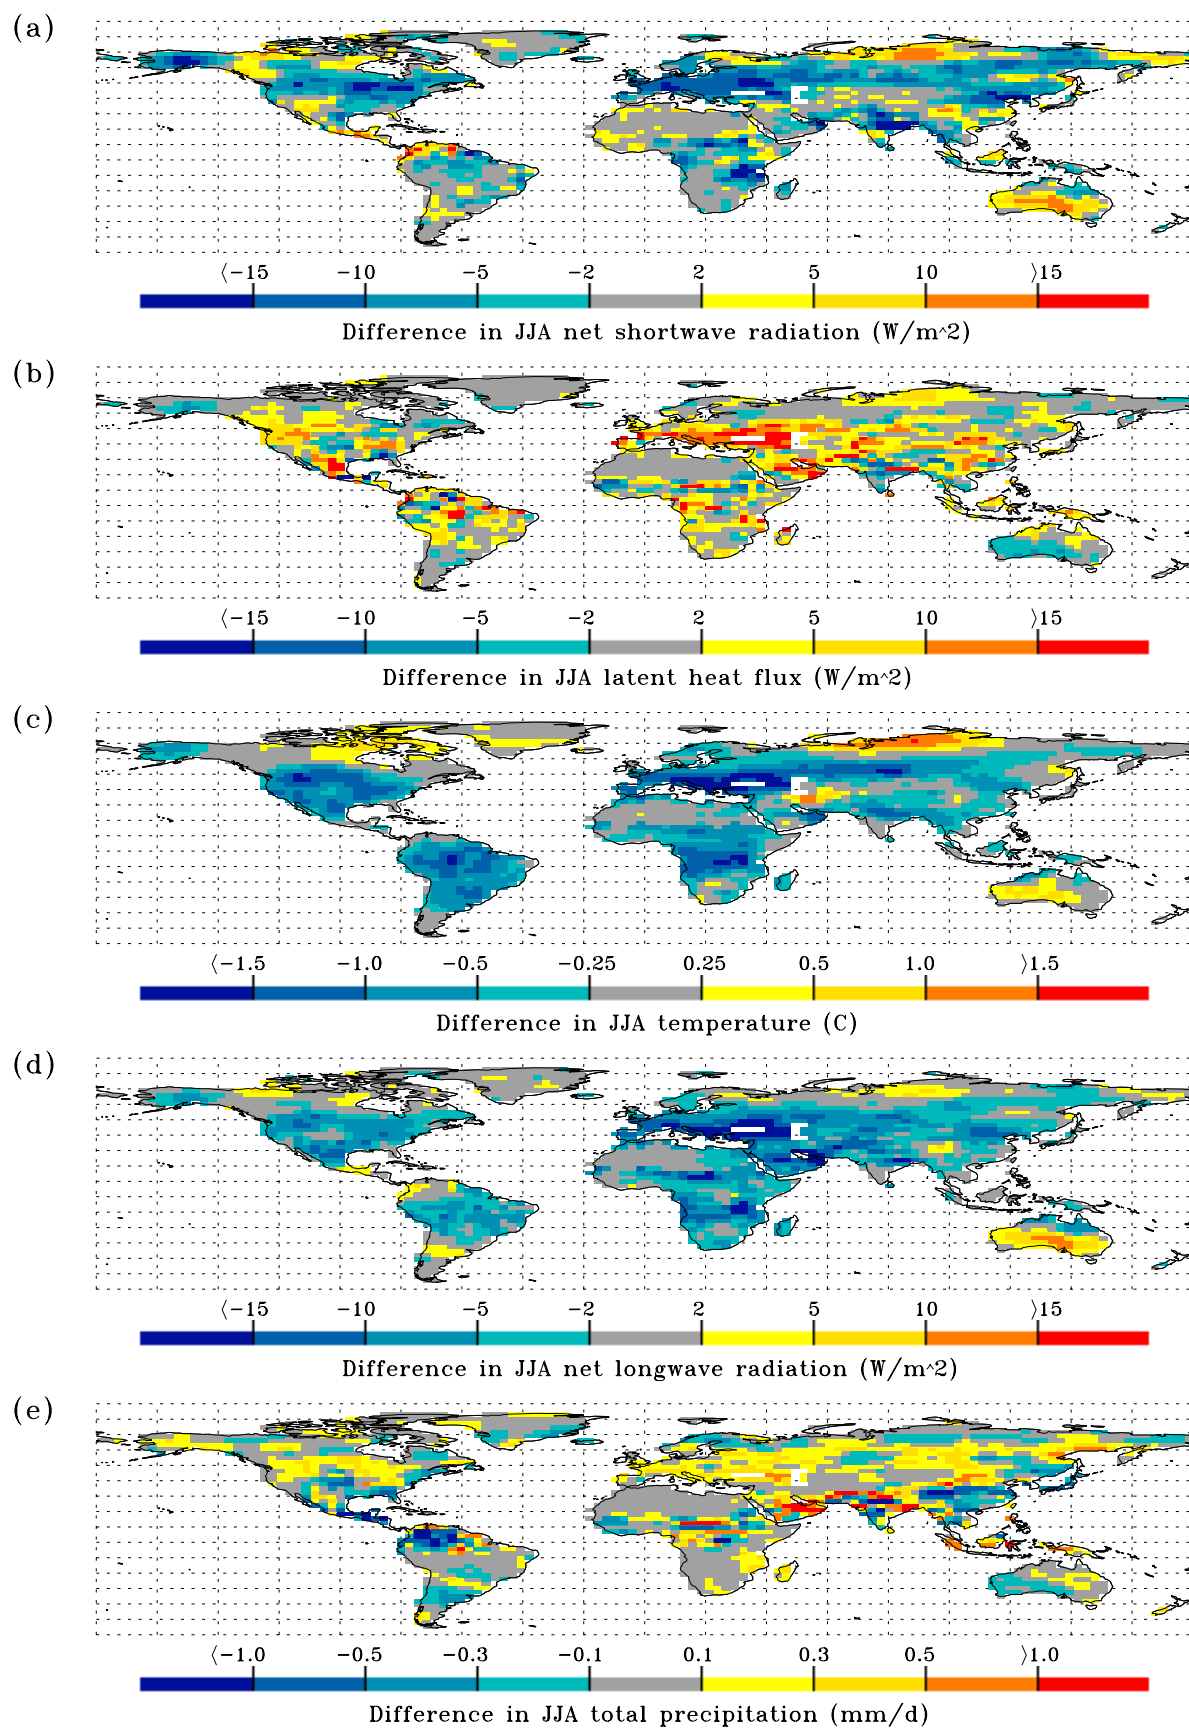 (a)
⟨-15 -10 -5 -2 2 5 10 ⟩15
Difference in JJA net shortwave radiation (W/m^2)
(b)
⟨-15 -10 -5 -2 2 5 10 ⟩15
Difference in JJA latent heat flux (W/m^2)
(c)
⟨-1.5 -1.0 -0.5 -0.25 0.25 0.5 1.0 ⟩1.5
Difference in JJA temperature (C)
(d)
⟨-15 -10 -5 -2 2 5 10 ⟩15
Difference in JJA net longwave radiation (W/m^2)
(e)
⟨-1.0 -0.5 -0.3 -0.1 0.1 0.3 0.5 ⟩1.0
Difference in JJA total precipitation (mm/d)